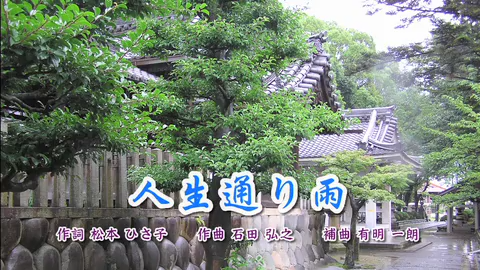 人生通り雨
作詞 松本 ひさ子 作曲 石田 弘之 補曲 有明 一朗